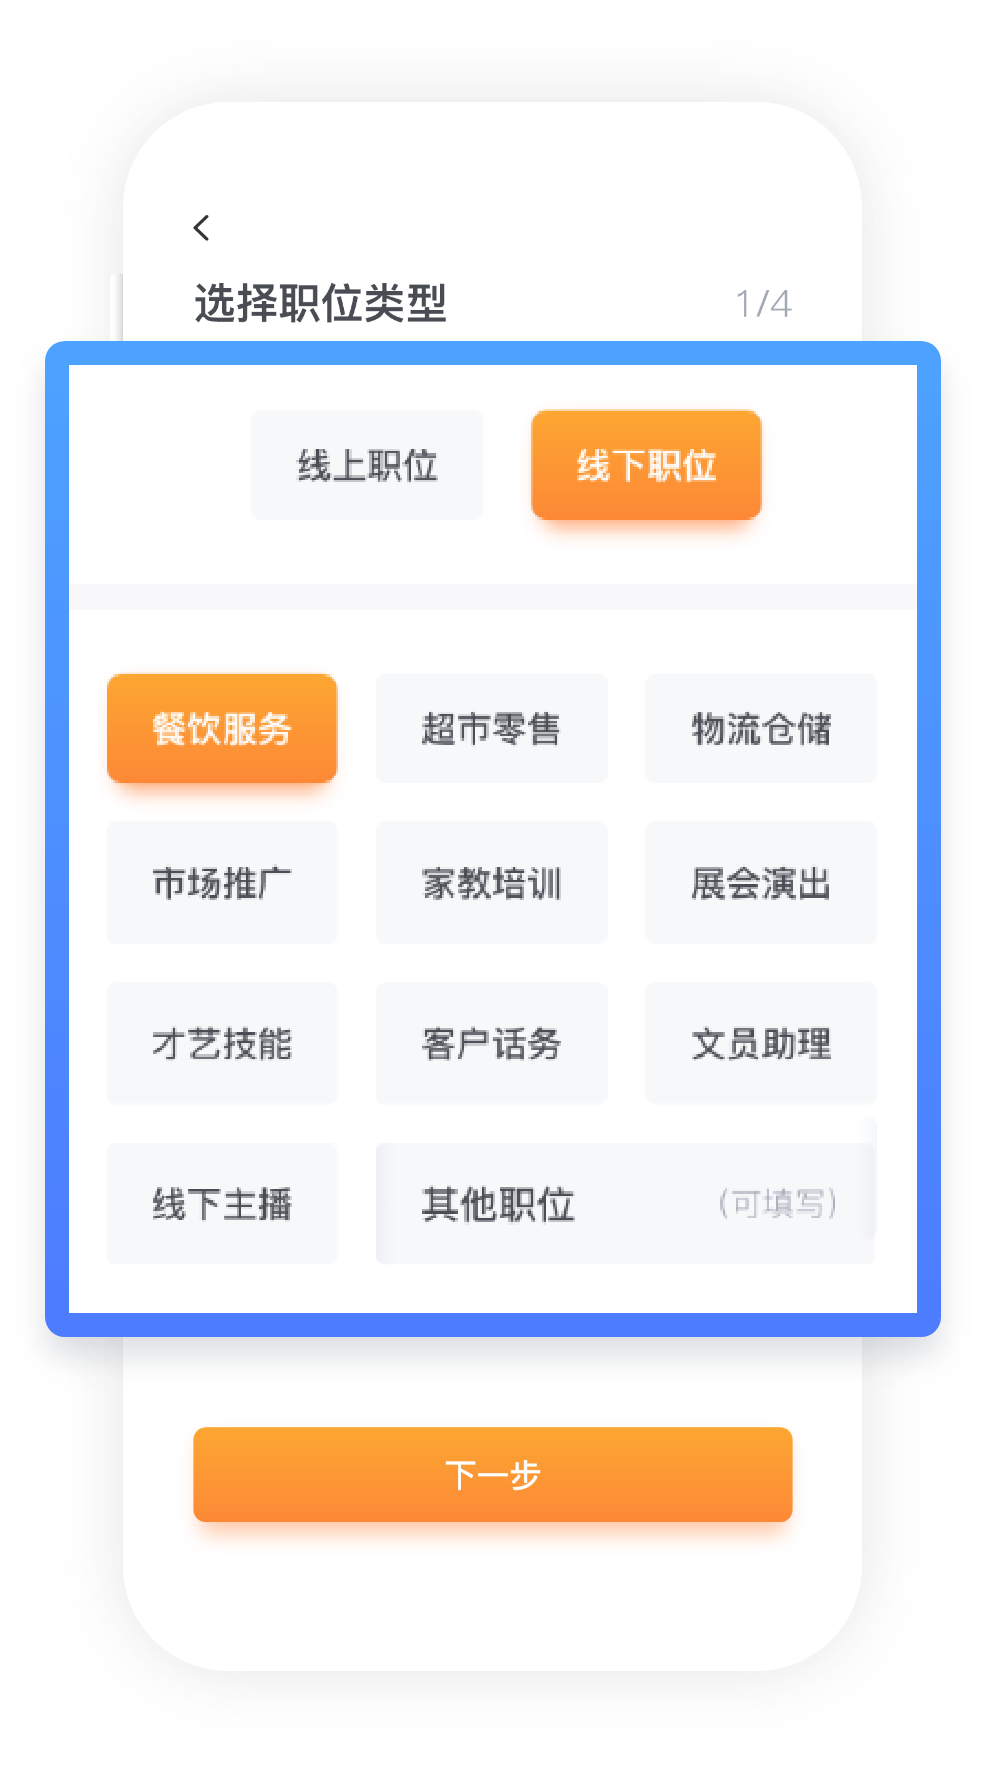 选择职位类型 1/4
线上职位 线下职位
餐饮服务 超市零售 物流仓储
市场推广 家教培训 展会演出
才艺技能 客户话务 文员助理
线下主播 其他职位 (可填写)
下一步